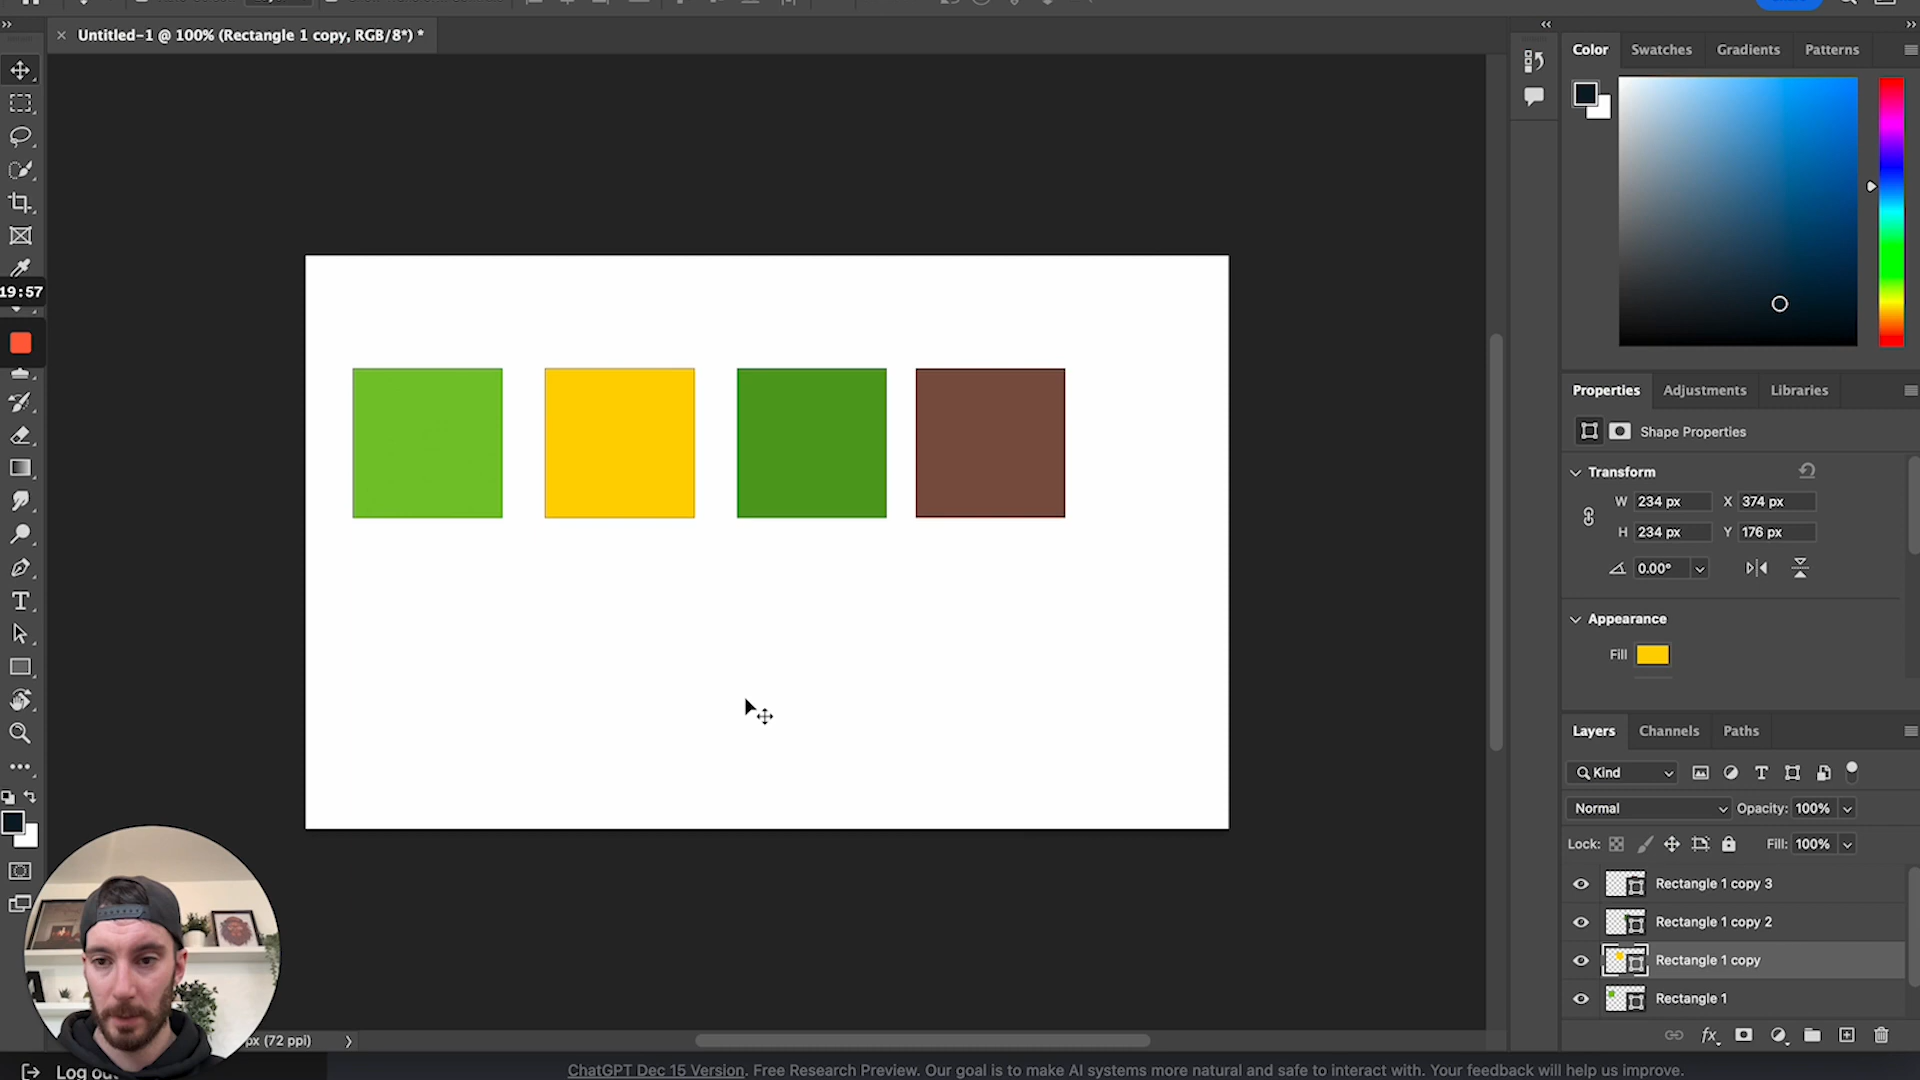 Untitled-1 @ 100% (Rectangle 1 copy, RGB/8*) *
Color
Swatches
Gradients
Patterns
19:57
Properties
Adjustments
Libraries
Shape Properties
Transform
W 234 px X 374 px
H 234 px Y 176 px
0.00°
Appearance
Fill
Layers
Channels
Paths
Kind
Normal
Opacity: 100%
Lock:
Fill: 100%
Rectangle 1 copy 3
Rectangle 1 copy 2
Rectangle 1 copy
Rectangle 1
fx
px (72 ppi)
Log out
ChatGPT Dec 15 Version. Free Research Preview. Our goal is to make AI systems more natural and safe to interact with. Your feedback will help us improve.